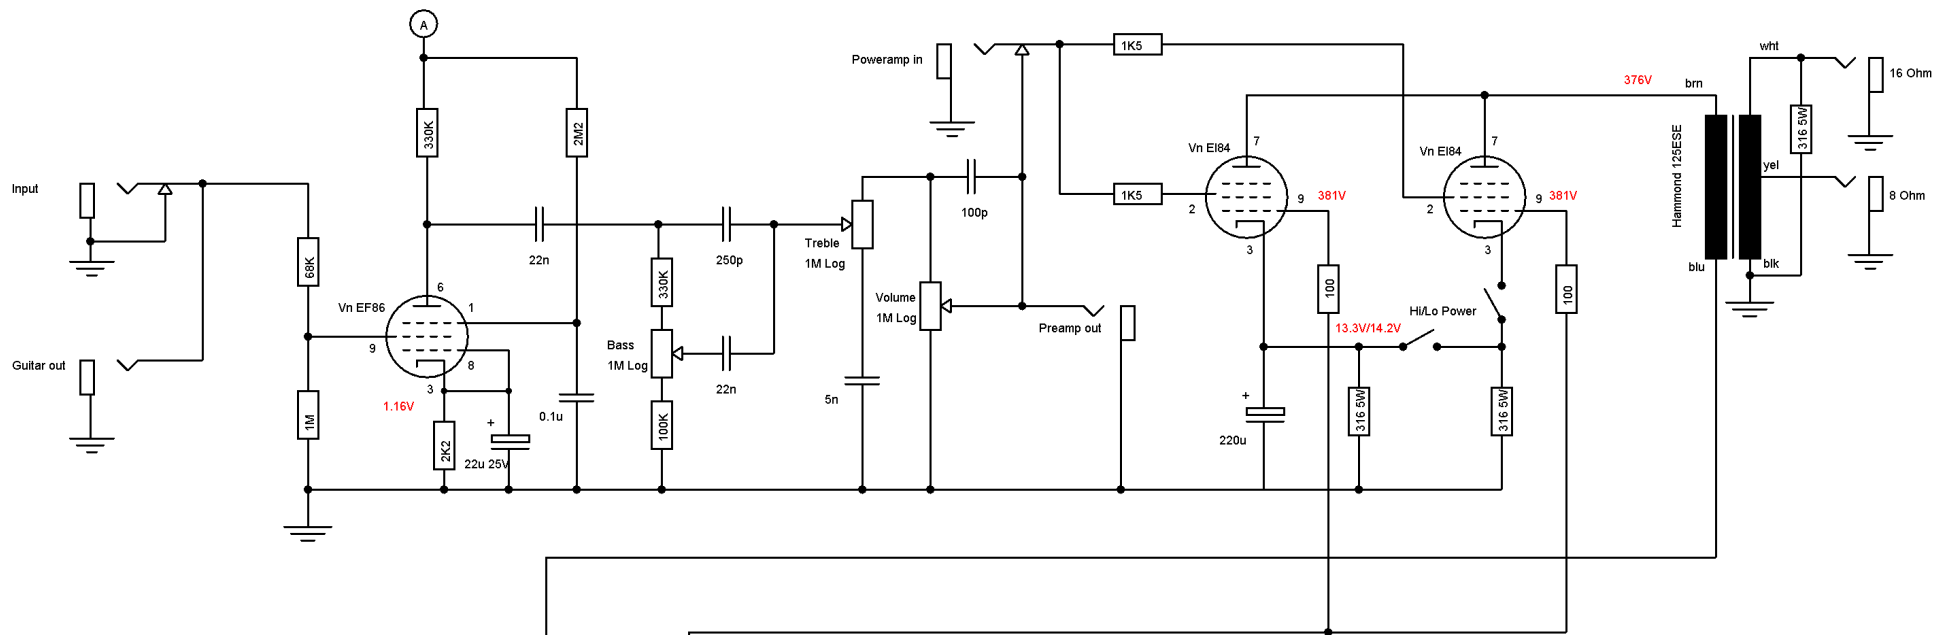 A
Input
Guitar out
68K
1M
330K
2M2
Vn EF86
6
1
9
8
3
1.16V
2K2
+
22u 25V
0.1u
22n
330K
Bass
1M Log
100K
250p
22n
Treble
1M Log
5n
Volume
1M Log
100p
Poweramp in
Preamp out
1K5
1K5
Vn El84
7
2
9
3
381V
100
Vn El84
7
2
9
3
381V
100
13.3V/14.2V
Hi/Lo Power
+
220u
316 5W
316 5W
376V
brn
blu
Hammond 125ESE
wht
yel
blk
316 5W
16 Ohm
8 Ohm